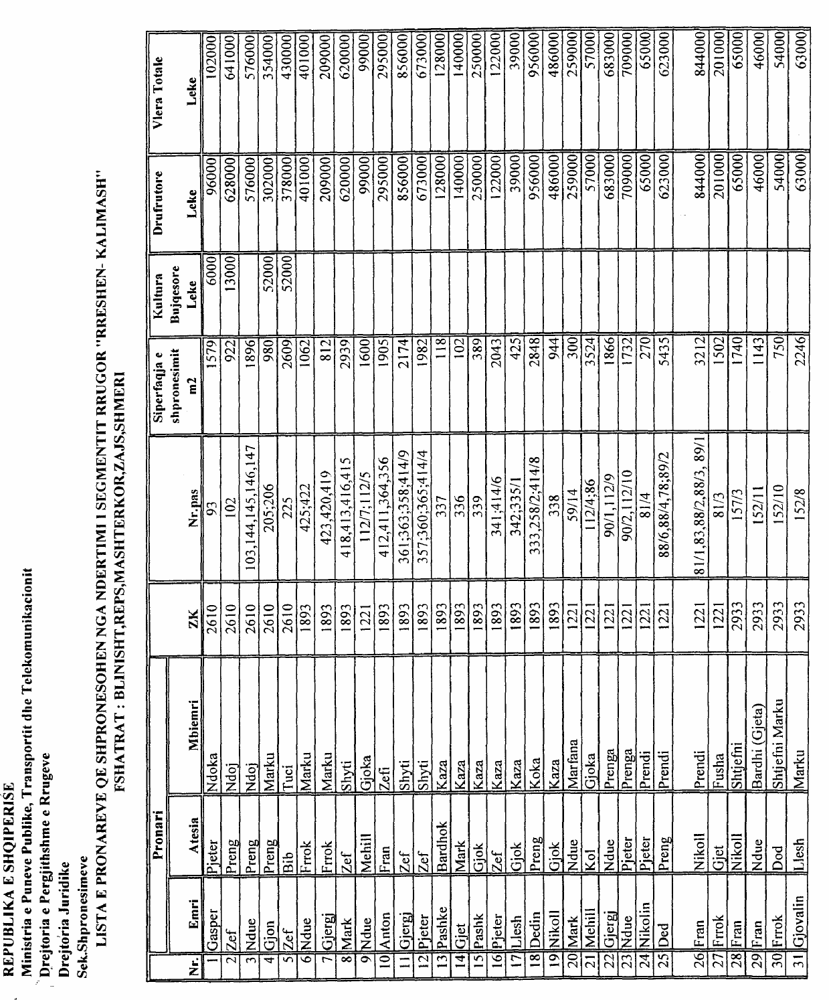 REPUBLIKA E SHQIPERISE
Ministria e Puneve Publike, Transportit dhe Telekomunikacionit
Drejtoria e Pergjithshme e Rrugeve
Drejtoria Juridike
Sek.Shpronesimeve
LISTA E PRONAREVE QE SHPRONESOHEN NGA NDERTIMI I SEGMENTIT RRUGOR "RRESHEN- KALIMASH"
FSHATRAT : BLINISHT,REPS,MASHTERKOR,ZAJS,SHMERI
Pronari Siperfaqja e Kultura Drufrutore Vlera Totale
shpronesimit Bujqesore
Nr. Emri Atesia Mbiemri ZK Nr.pas m2 Leke Leke Leke
1 Gasper Pjeter Ndoka 2610 93 1579 6000 96000 102000
2 Zef Preng Ndoj 2610 102 922 13000 628000 641000
3 Ndue Preng Ndoj 2610 103,144,145,146,147 1896 576000 576000
4 Gjon Preng Marku 2610 205;206 980 52000 302000 354000
5 Zef Bib Tuci 2610 225 2609 52000 378000 430000
6 Ndue Frrok Marku 1893 425;422 1062 401000 401000
7 Gjergj Frrok Marku 1893 423,420,419 812 209000 209000
8 Mark Zef Shyti 1893 418,413,416,415 2939 620000 620000
9 Ndue Mehill Gjoka 1221 112/7;112/5 1600 99000 99000
10 Anton Fran Zefi 1893 412,411,364,356 1905 295000 295000
11 Gjergj Zef Shyti 1893 361;363;358;414/9 2174 856000 856000
12 Pjeter Zef Shyti 1893 357;360;365;414/4 1982 673000 673000
13 Pashke Bardhok Kaza 1893 337 118 128000 128000
14 Gjet Mark Kaza 1893 336 102 140000 140000
15 Pashk Gjok Kaza 1893 339 389 250000 250000
16 Pjeter Zef Kaza 1893 341;414/6 2043 122000 122000
17 Llesh Gjok Kaza 1893 342;335/1 425 39000 39000
18 Dedin Preng Koka 1893 333,258/2;414/8 2848 956000 956000
19 Nikoll Gjok Kaza 1893 338 944 486000 486000
20 Mark Ndue Marfana 1221 59/14 300 259000 259000
21 Mehill Kol Gjoka 1221 112/4;86 3524 57000 57000
22 Gjergj Ndue Prenga 1221 90/1,112/9 1866 683000 683000
23 Ndue Pjeter Prenga 1221 90/2,112/10 1732 709000 709000
24 Nikolin Pjeter Prendi 1221 81/4 270 65000 65000
25 Ded Preng Prendi 1221 88/6,88/4,78;89/2 5435 623000 623000
26 Fran Nikoll Prendi 1221 81/1,83,88/2,88/3, 89/1 3212 844000 844000
27 Frrok Gjet Fusha 1221 81/3 1502 201000 201000
28 Fran Nikoll Shtjefni 2933 157/3 1740 65000 65000
29 Fran Ndue Bardhi (Gjeta) 2933 152/11 1143 46000 46000
30 Frrok Dod Shtjefni Marku 2933 152/10 750 54000 54000
31 Gjovalin Llesh Marku 2933 152/8 2246 63000 63000